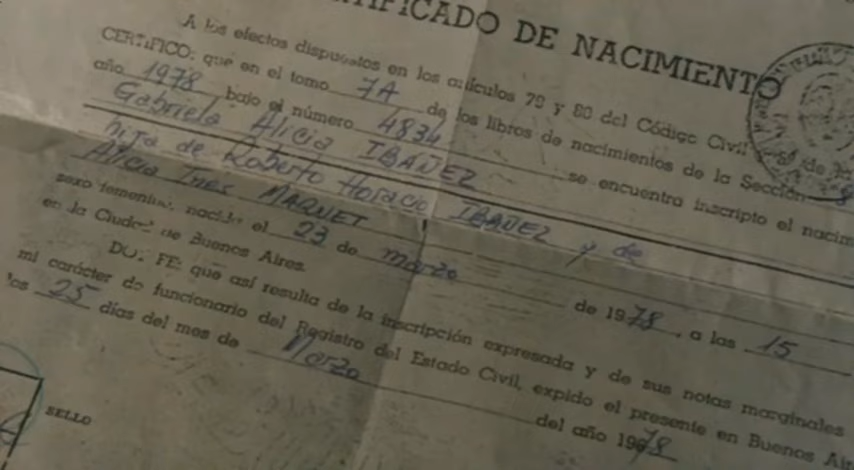 CERTIFICADO DE NACIMIENTO
A los efectos dispuestos en los artículos 79 y 80 del Código Civil
CERTIFICO: que en el tomo 7A de los libros de nacimientos de la Sección
año 1978 bajo el número 4834 se encuentra inscripto el nacim
Gabriela Alicia IBAÑEZ
hija de Roberto Horacio IBAÑEZ y de
Alicia Ines MARNET
sexo femenino, nacido el 23 de marzo de 1978, a las 15
en la Ciudad de Buenos Aires.
DOY FE que así resulta de la inscripción expresada y de sus notas marginales
mi carácter de funcionario del Registro del Estado Civil, expido el presente en Buenos Air
los 25 días del mes de Marzo del año 1978
SELLO